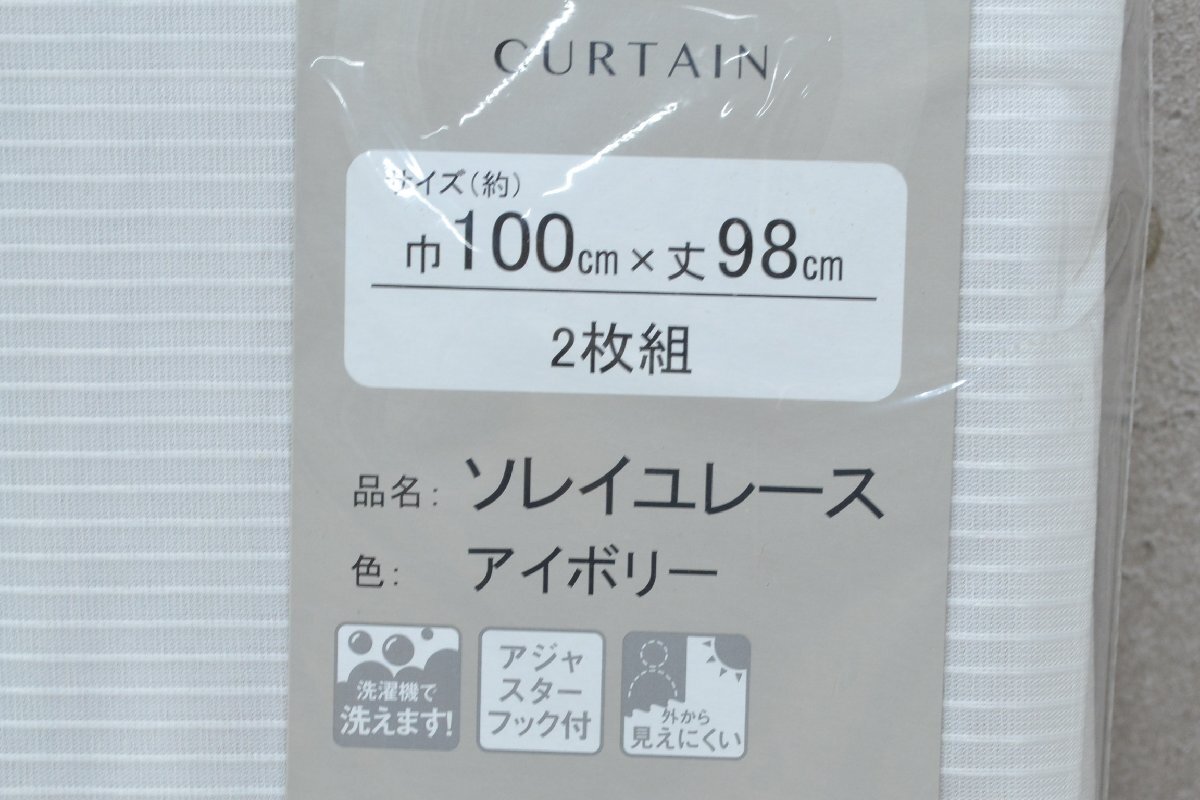 CURTAIN
サイズ(約)
巾100cm×丈98cm
2枚組
品名: ソレイユレース
色: アイボリー
洗濯機で
洗えます!
アジャ
スター
フック付
外から
見えにくい